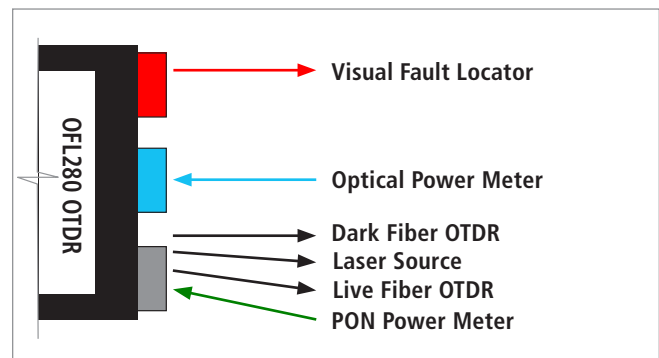 OFL280 OTDR
Visual Fault Locator
Optical Power Meter
Dark Fiber OTDR
Laser Source
Live Fiber OTDR
PON Power Meter